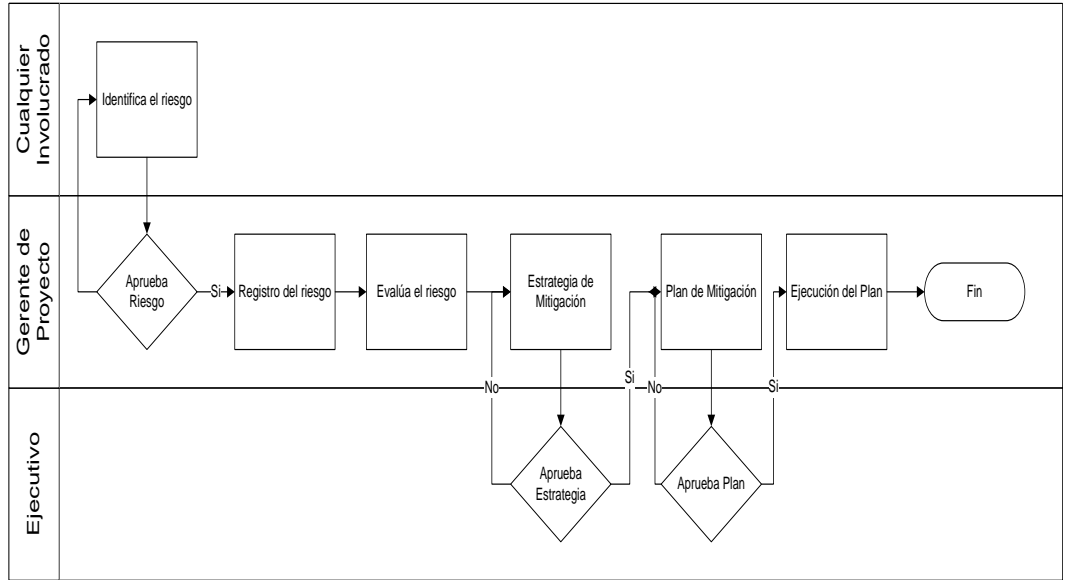 Cualquier
Involucrado
Identifica el riesgo
Gerente de
Proyecto
Aprueba
Riesgo
Si
Registro del riesgo
Evalúa el riesgo
Estrategia de
Mitigación
Plan de Mitigación
Ejecución del Plan
Fin
No
Si
No
Si
Ejecutivo
Aprueba
Estrategia
Aprueba Plan